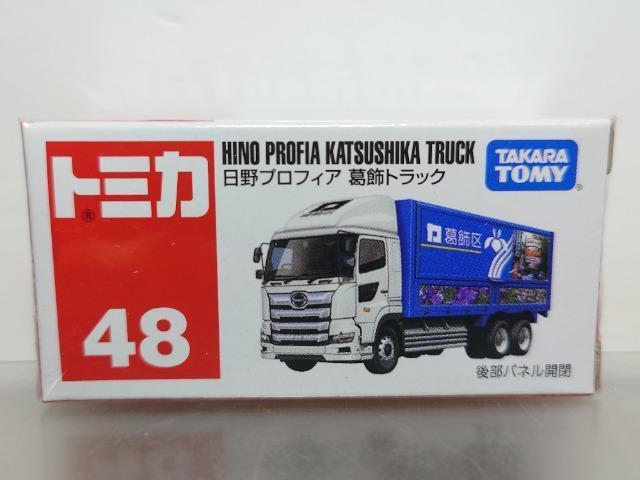 トミカ
®
48
HINO PROFIA KATSUSHIKA TRUCK
日野プロフィア 葛飾トラック
TAKARA
TOMY
®
葛飾区
後部パネル開閉